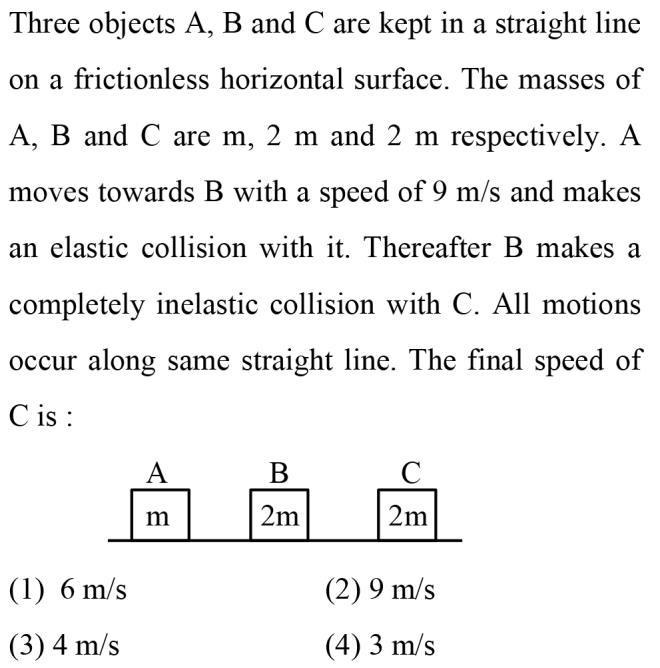 Three objects A, B and C are kept in a straight line
on a frictionless horizontal surface. The masses of
A, B and C are m, 2 m and 2 m respectively. A
moves towards B with a speed of 9 m/s and makes
an elastic collision with it. Thereafter B makes a
completely inelastic collision with C. All motions
occur along same straight line. The final speed of
C is :
A B C
m 2m 2m
(1) 6 m/s (2) 9 m/s
(3) 4 m/s (4) 3 m/s